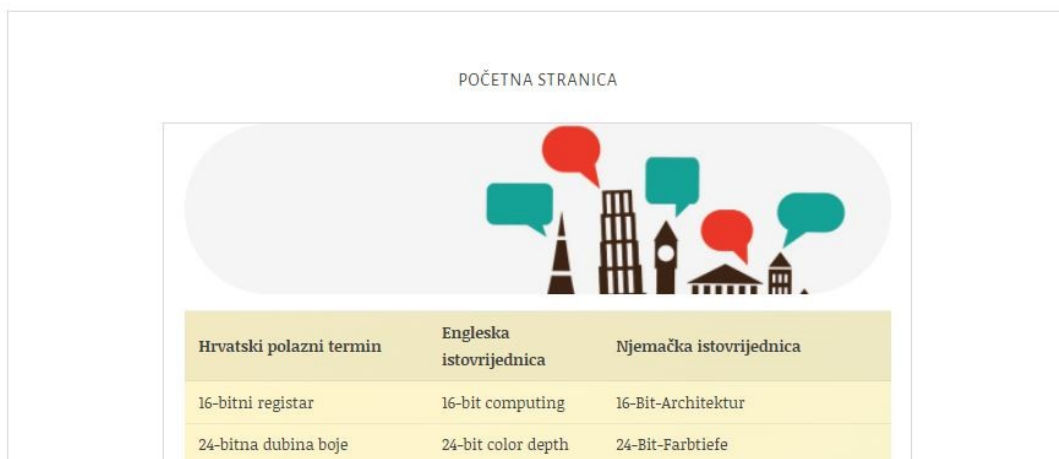 POČETNA STRANICA
Hrvatski polazni termin
Engleska
istovrijednica
Njemačka istovrijednica
16-bitni registar 16-bit computing 16-Bit-Architektur
24-bitna dubina boje 24-bit color depth 24-Bit-Farbtiefe